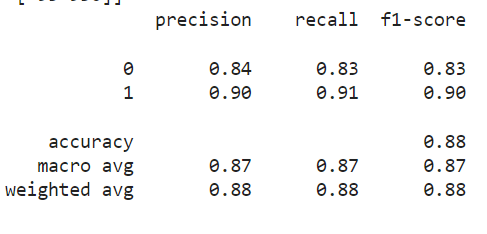 precision recall f1-score
0 0.84 0.83 0.83
1 0.90 0.91 0.90
accuracy 0.88
macro avg 0.87 0.87 0.87
weighted avg 0.88 0.88 0.88